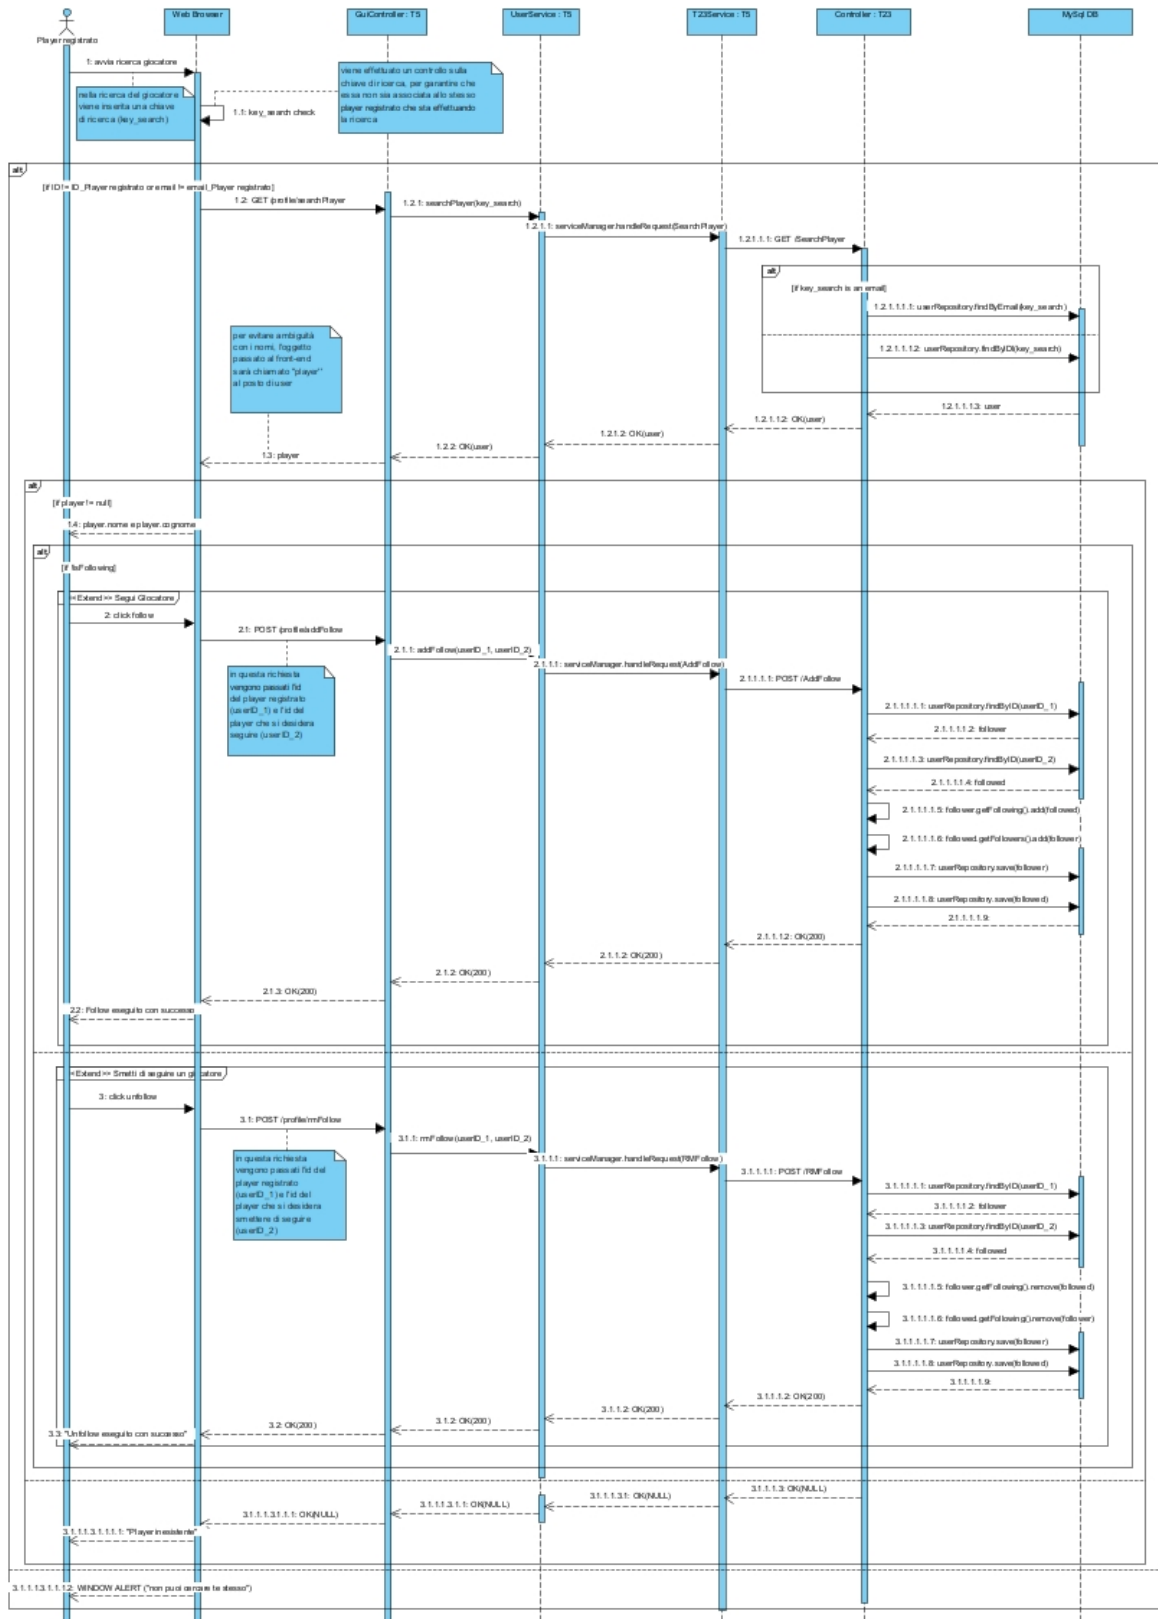 Player registrato
Web Browser
GuiController : T5
UserService : T5
T23Service : T5
Controller : T23
MySql DB
1: avvia ricerca giocatore
nella ricerca del giocatore
viene inserita una chiave
di ricerca (key_search)
1.1: key_search check
viene effettuato un controllo sulla
chiave di ricerca, per garantire che
essa non sia associata allo stesso
player registrato che sta effettuando
la ricerca
alt
[if ID != ID_Player registrato or email != email_Player registrato]
1.2: GET /profile/searchPlayer
1.2.1: searchPlayer(key_search)
1.2.1.1: serviceManager.handleRequest(SearchPlayer)
1.2.1.1.1: GET /SearchPlayer
alt
[if key_search is an email]
1.2.1.1.1.1: userRepository.findByEmail(key_search)
1.2.1.1.1.2: userRepository.findByID(key_search)
per evitare ambiguità
con i nomi, l'oggetto
passato al front-end
sarà chiamato "player"
al posto di user
1.2.1.1.1.3: user
1.2.1.1.2: OK(user)
1.2.1.2: OK(user)
1.2.2: OK(user)
1.3: player
alt
[if player != null]
1.4: player.nome e player.cognome
alt
[if !isFollowing]
<<Extend>> Segui Giocatore
2: click follow
2.1: POST /profile/addFollow
2.1.1: addFollow(userID_1, userID_2)
2.1.1.1: serviceManager.handleRequest(AddFollow)
2.1.1.1.1: POST /AddFollow
in questa richiesta
vengono passati l'id
del player registrato
(userID_1) e l'id del
player che si desidera
seguire (userID_2)
2.1.1.1.1.1: userRepository.findByID(userID_1)
2.1.1.1.1.2: follower
2.1.1.1.1.3: userRepository.findByID(userID_2)
2.1.1.1.1.4: followed
2.1.1.1.1.5: follower.getFollowing().add(followed)
2.1.1.1.1.6: followed.getFollowers().add(follower)
2.1.1.1.1.7: userRepository.save(follower)
2.1.1.1.1.8: userRepository.save(followed)
2.1.1.1.1.9:
2.1.1.1.2: OK(200)
2.1.1.2: OK(200)
2.1.2: OK(200)
2.1.3: OK(200)
2.2: Follow eseguito con successo
<<Extend>> Smetti di seguire un giocatore
3: click unfollow
3.1: POST /profile/rmFollow
3.1.1: rmFollow(userID_1, userID_2)
3.1.1.1: serviceManager.handleRequest(RMFollow)
3.1.1.1.1: POST /RMFollow
in questa richiesta
vengono passati l'id del
player registrato
(userID_1) e l'id del
player che si desidera
smettere di seguire
(userID_2)
3.1.1.1.1.1: userRepository.findByID(userID_1)
3.1.1.1.1.2: follower
3.1.1.1.1.3: userRepository.findByID(userID_2)
3.1.1.1.1.4: followed
3.1.1.1.1.5: follower.getFollowing().remove(followed)
3.1.1.1.1.6: followed.getFollowing().remove(follower)
3.1.1.1.1.7: userRepository.save(follower)
3.1.1.1.1.8: userRepository.save(followed)
3.1.1.1.1.9:
3.1.1.1.2: OK(200)
3.1.1.2: OK(200)
3.1.2: OK(200)
3.2: OK(200)
3.3: "Unfollow eseguito con successo"
3.1.1.1.3: OK(NULL)
3.1.1.1.3.1: OK(NULL)
3.1.1.1.3.1.1: OK(NULL)
3.1.1.1.3.1.1.1: OK(NULL)
3.1.1.1.3.1.1.1.1: "Player inesistente"
3.1.1.1.3.1.1.1.2: WINDOW ALERT ("non puoi cercare te stesso")